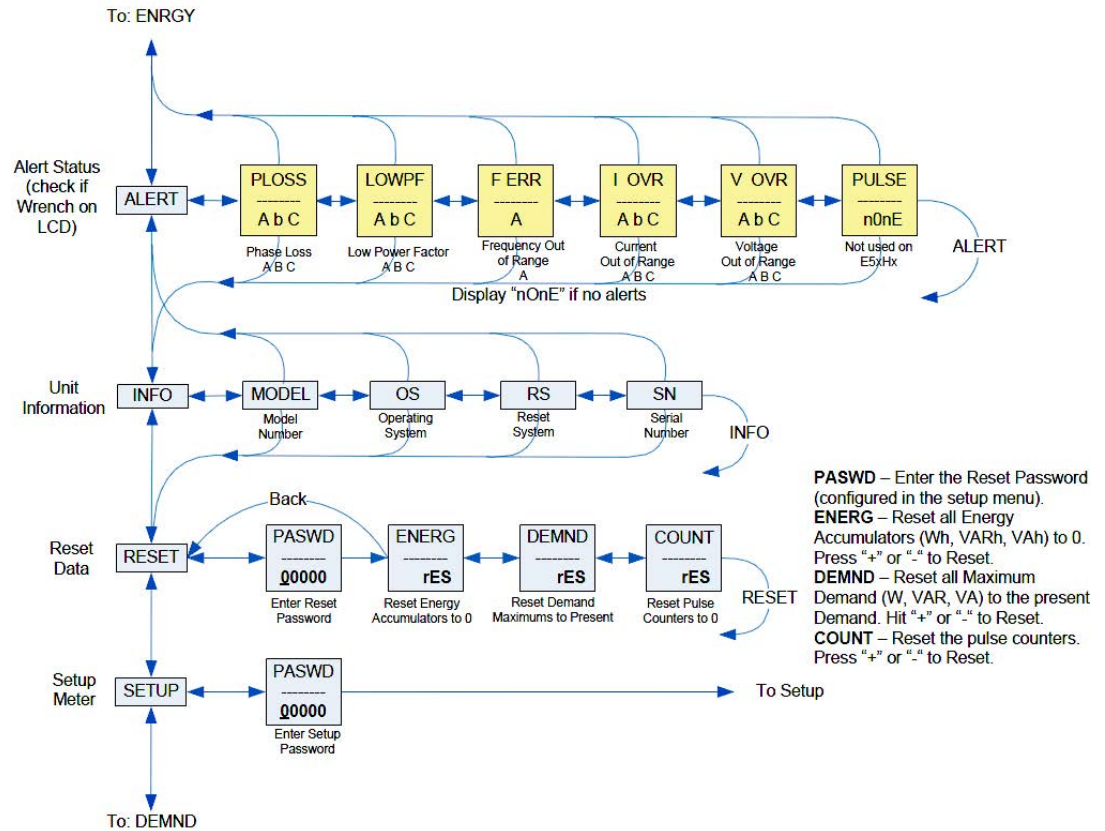 To: ENRGY
Alert Status
(check if
Wrench on
LCD)
ALERT
PLOSS
--------
A b C
Phase Loss
A B C
LOWPF
--------
A b C
Low Power Factor
A B C
F ERR
--------
A
Frequency Out
of Range
A
I OVR
--------
A b C
Current
Out of Range
A B C
V OVR
--------
A b C
Voltage
Out of Range
A B C
PULSE
--------
n0nE
Not used on
E5xHx
ALERT
Display “nOnE” if no alerts
Unit
Information
INFO
MODEL
Model
Number
OS
Operating
System
RS
Reset
System
SN
Serial
Number
INFO
Reset
Data
RESET
Back
PASWD
--------
00000
Enter Reset
Password
ENERG
--------
rES
Reset Energy
Accumulators to 0
DEMND
--------
rES
Reset Demand
Maximums to Present
COUNT
--------
rES
Reset Pulse
Counters to 0
RESET
PASWD – Enter the Reset Password
(configured in the setup menu).
ENERG – Reset all Energy
Accumulators (Wh, VARh, VAh) to 0.
Press “+” or “-“ to Reset.
DEMND – Reset all Maximum
Demand (W, VAR, VA) to the present
Demand. Hit “+” or “-“ to Reset.
COUNT – Reset the pulse counters.
Press “+” or “-“ to Reset.
Setup
Meter
SETUP
PASWD
--------
00000
Enter Setup
Password
To Setup
To: DEMND